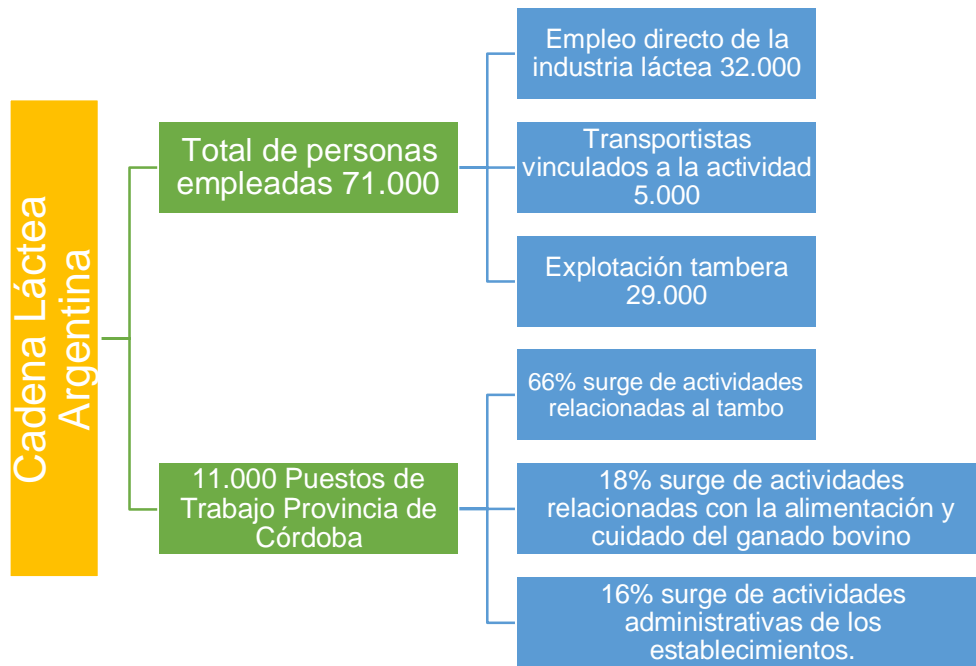 Cadena Láctea
Argentina
Total de personas
empleadas 71.000
Empleo directo de la
industria láctea 32.000
Transportistas
vinculados a la actividad
5.000
Explotación tambera
29.000
11.000 Puestos de
Trabajo Provincia de
Córdoba
66% surge de actividades
relacionadas al tambo
18% surge de actividades
relacionadas con la alimentación y
cuidado del ganado bovino
16% surge de actividades
administrativas de los
establecimientos.